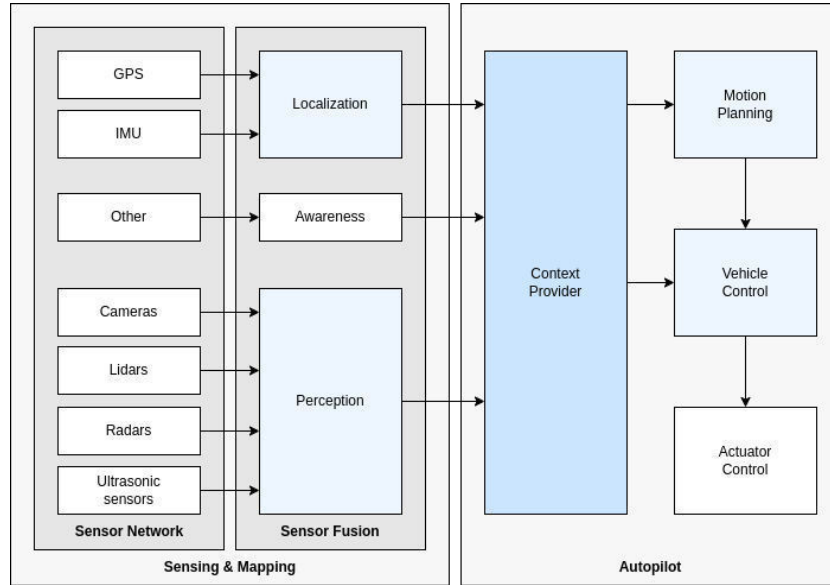 GPS
Localization
Motion
Planning
IMU
Other
Awareness
Context
Provider
Vehicle
Control
Cameras
Lidars
Perception
Radars
Actuator
Control
Ultrasonic
sensors
Sensor Network
Sensor Fusion
Sensing & Mapping
Autopilot